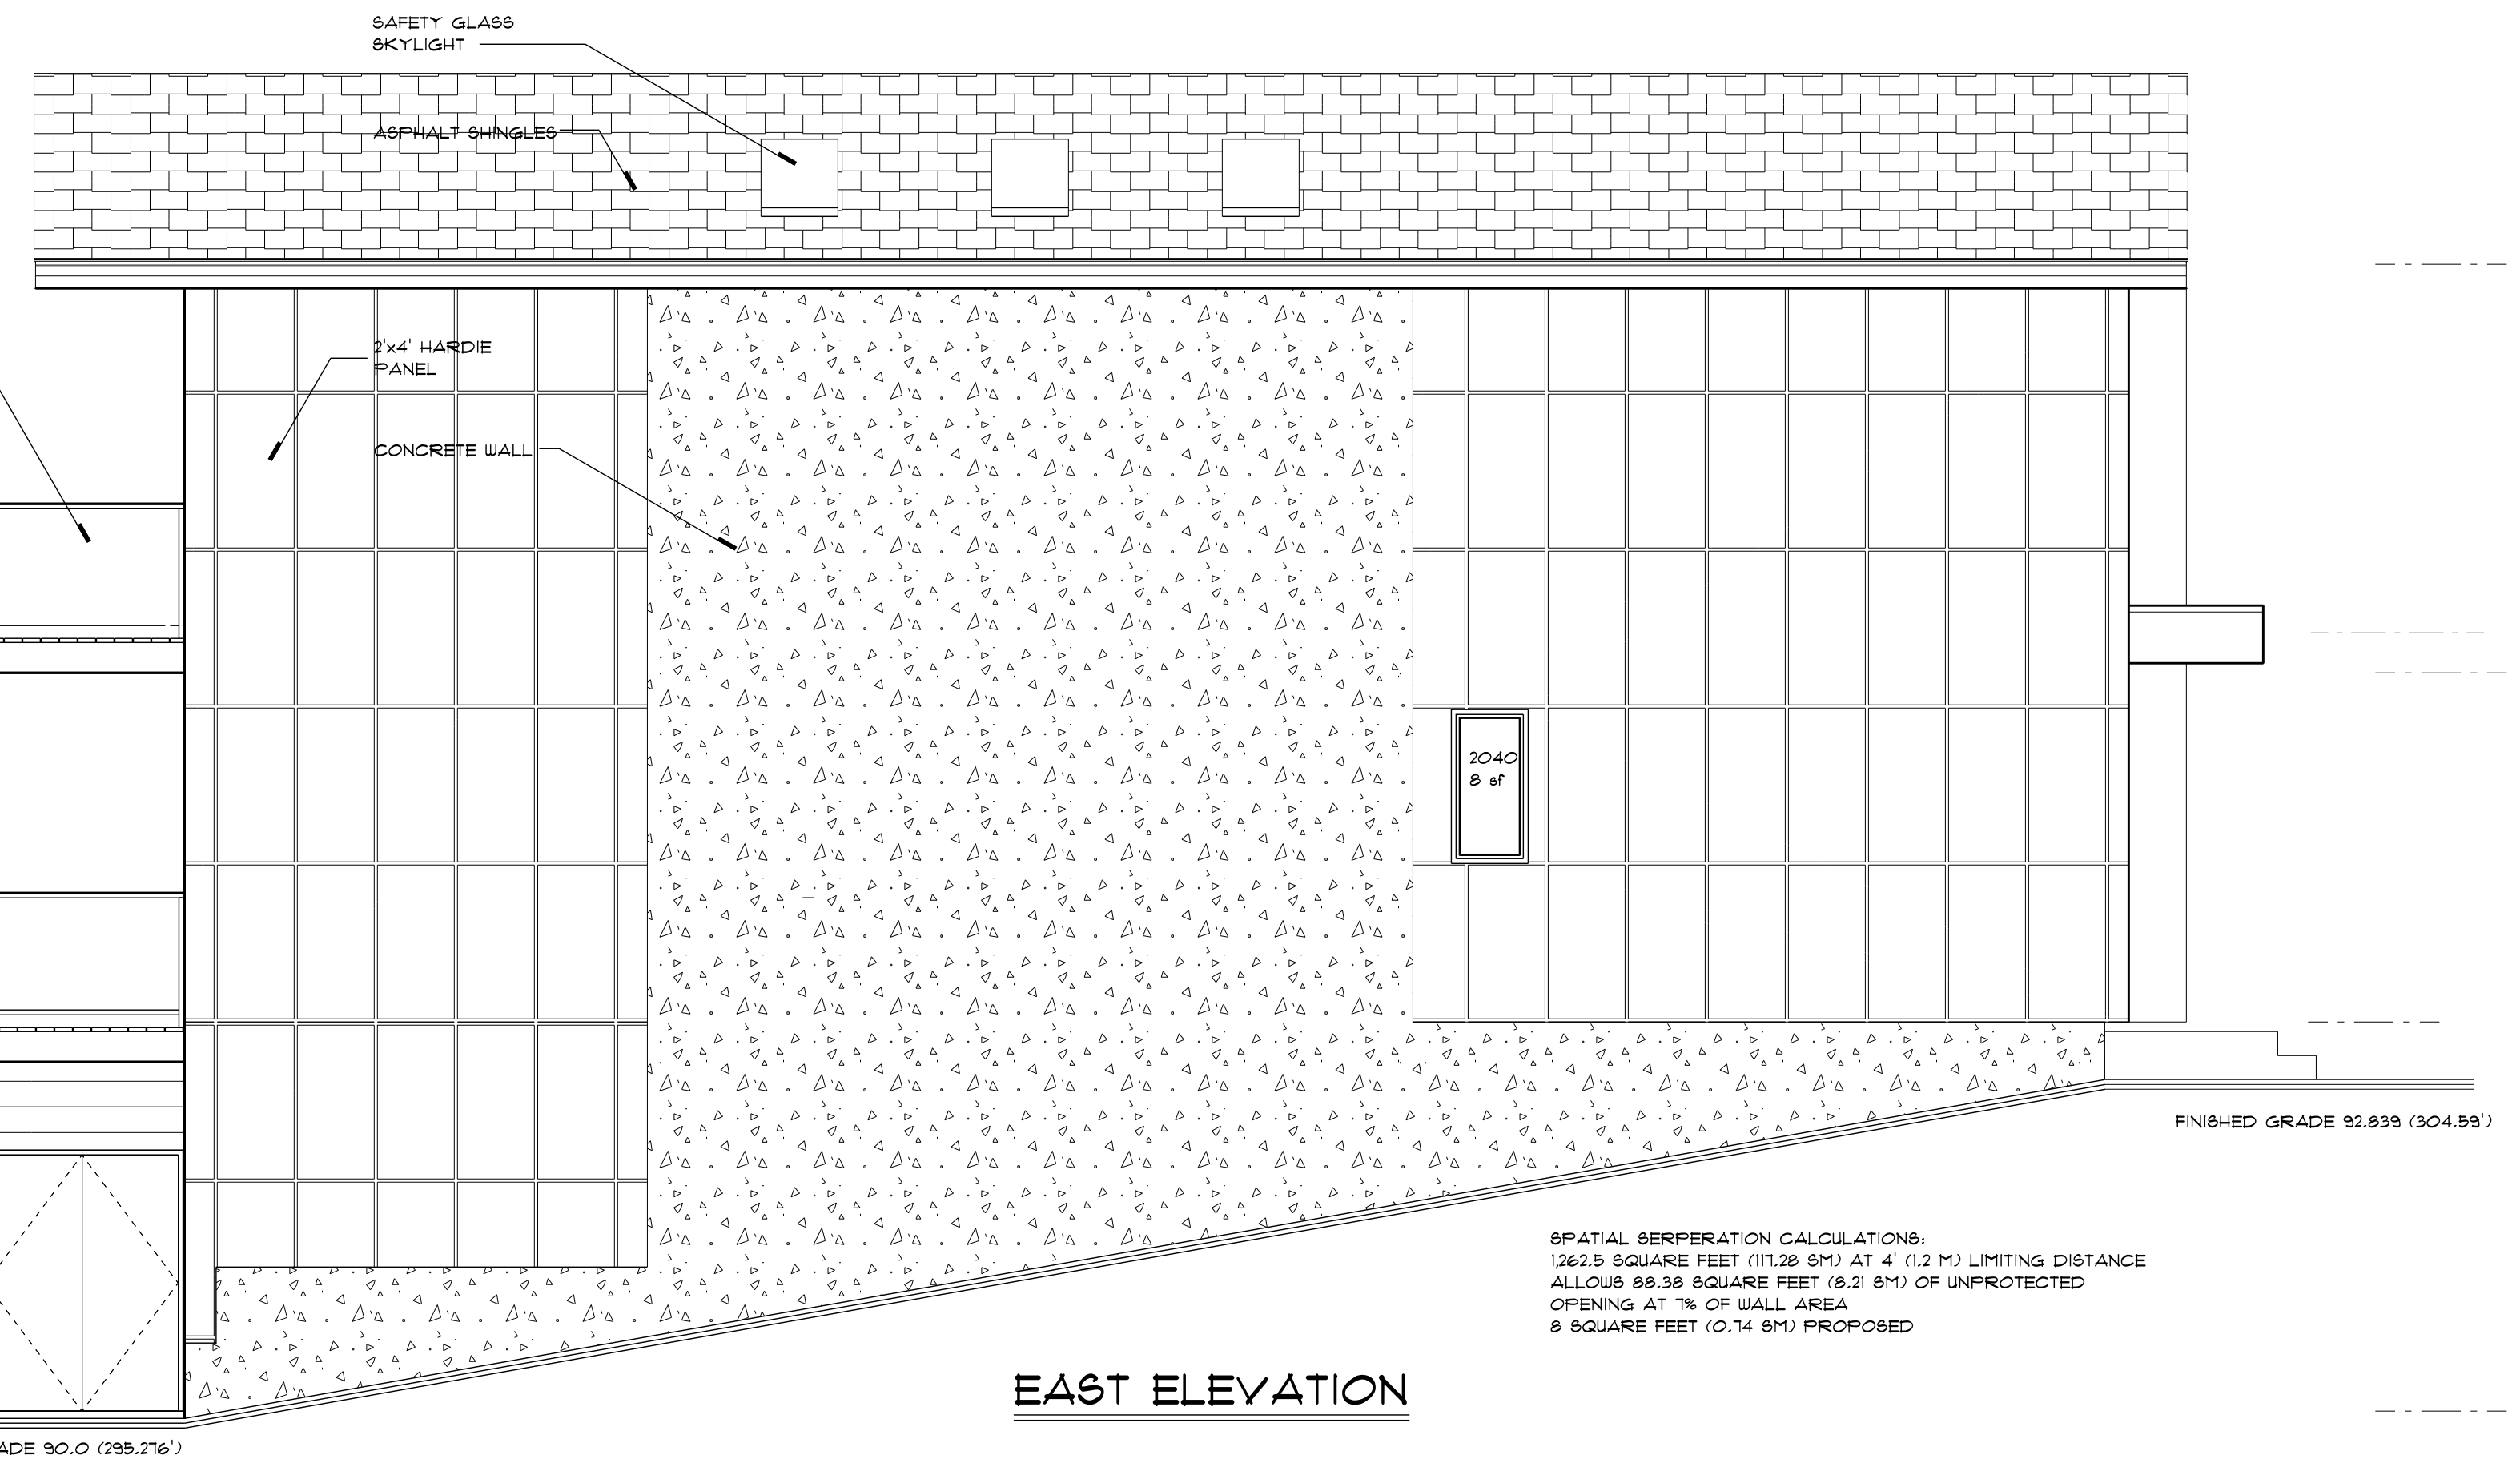 SAFETY GLASS
SKYLIGHT
ASPHALT SHINGLES
2'x4' HARDIE
PANEL
CONCRETE WALL
2040
8 sf
FINISHED GRADE 92.839 (304.59')
SPATIAL SERPERATION CALCULATIONS:
1,262.5 SQUARE FEET (117.28 SM) AT 4' (1.2 M) LIMITING DISTANCE
ALLOWS 88.38 SQUARE FEET (8.21 SM) OF UNPROTECTED
OPENING AT 7% OF WALL AREA
8 SQUARE FEET (0.74 SM) PROPOSED
EAST ELEVATION
ADE 90.0 (295.276')